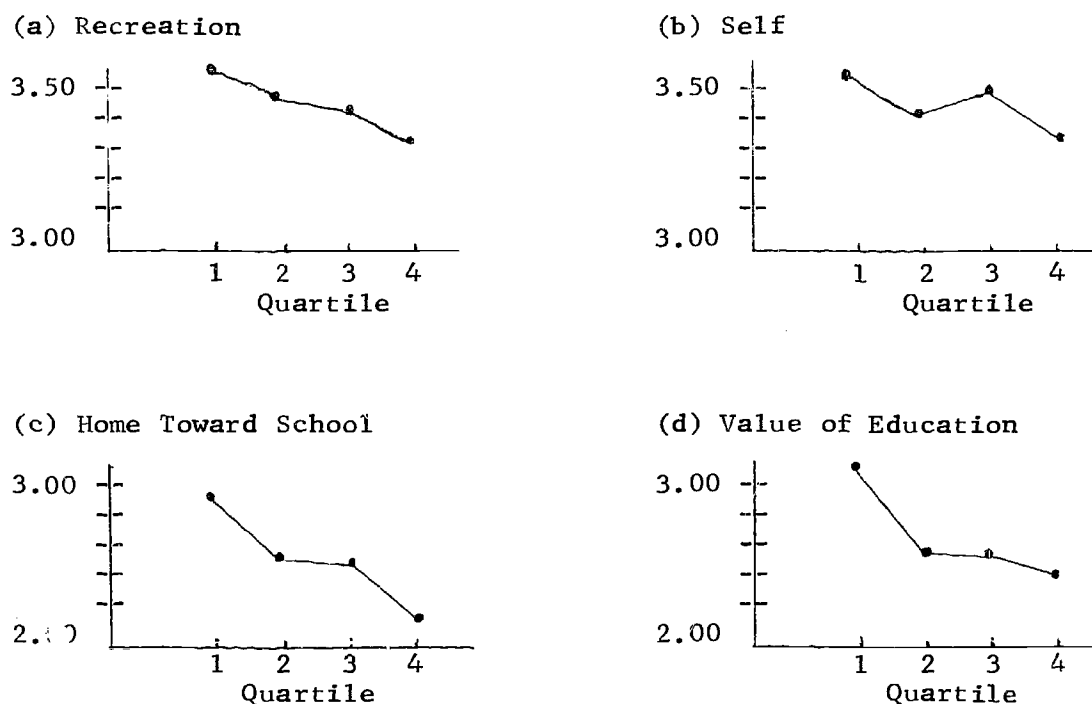 (a) Recreation
3.50
3.00
1 2 3 4
Quartile
(b) Self
3.50
3.00
1 2 3 4
Quartile
(c) Home Toward School
3.00
1 2 3 4
Quartile
(d) Value of Education
3.00
2.00
1 2 3 4
Quartile